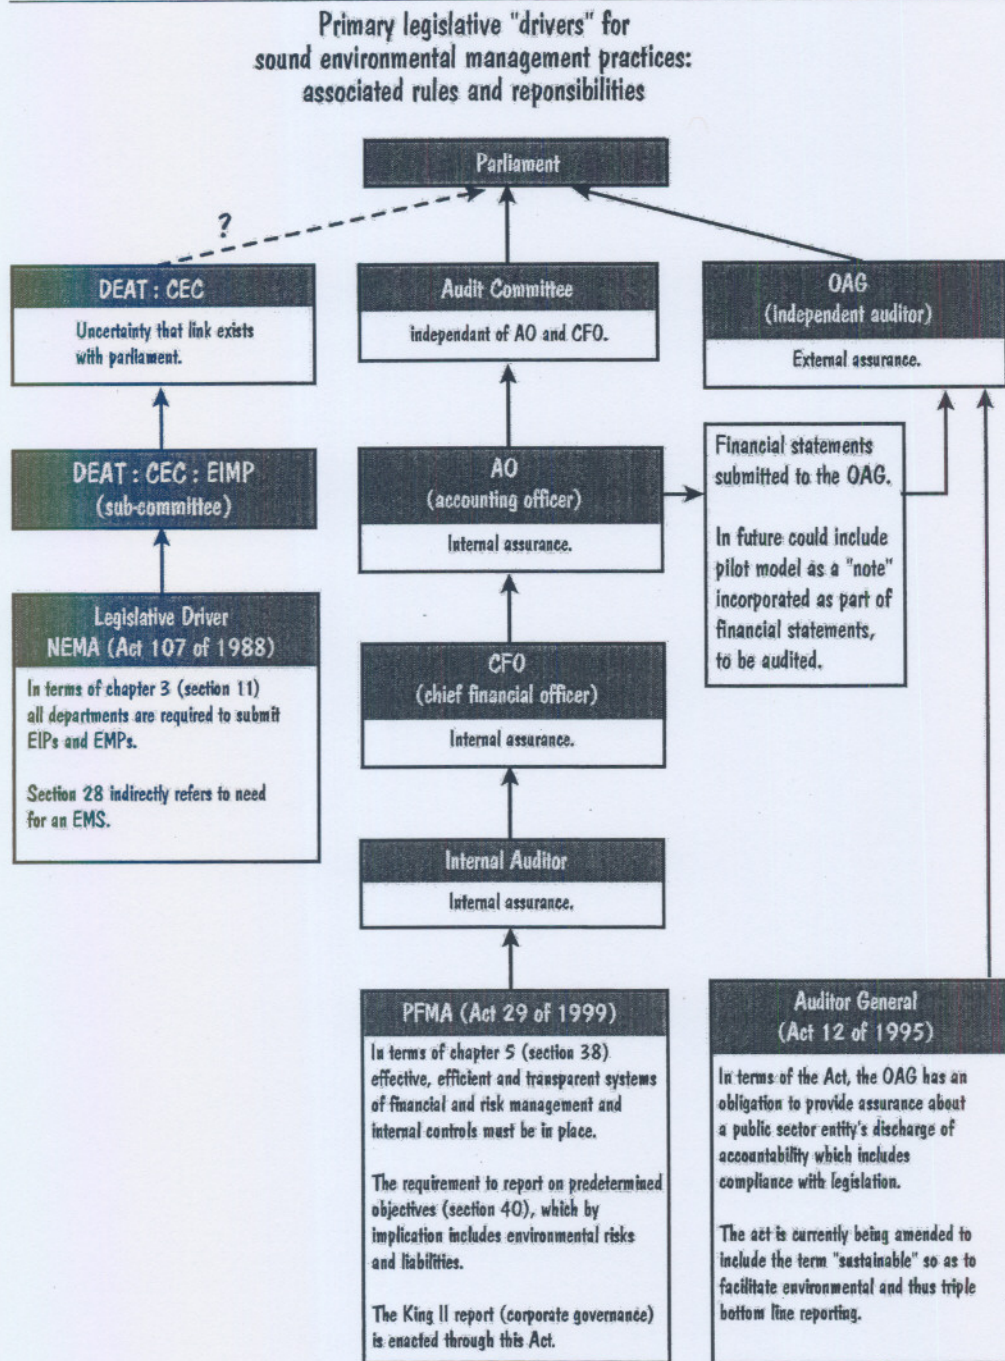 Primary legislative "drivers" for
sound environmental management practices:
associated rules and reponsibilities
Parliament
?
DEAT : CEC
Uncertainty that link exists
with parliament.
Audit Committee
independant of AO and CFO.
OAG
(independent auditor)
External assurance.
DEAT : CEC : EIMP
(sub-committee)
AO
(accounting officer)
Internal assurance.
Financial statements
submitted to the OAG.
In future could include
pilot model as a "note"
incorporated as part of
financial statements,
to be audited.
Legislative Driver
NEMA (Act 107 of 1988)
In terms of chapter 3 (section 11)
all departments are required to submit
EIPs and EMPs.
Section 28 indirectly refers to need
for an EMS.
CFO
(chief financial officer)
Internal assurance.
Internal Auditor
Internal assurance.
PFMA (Act 29 of 1999)
In terms of chapter 5 (section 38)
effective, efficient and transparent systems
of financial and risk management and
internal controls must be in place.
The requirement to report on predetermined
objectives (section 40), which by
implication includes environmental risks
and liabilities.
The King II report (corporate governance)
is enacted through this Act.
Auditor General
(Act 12 of 1995)
In terms of the Act, the OAG has an
obligation to provide assurance about
a public sector entity's discharge of
accountability which includes
compliance with legislation.
The act is currently being amended to
include the term "sustainable" so as to
facilitate environmental and thus triple
bottom line reporting.